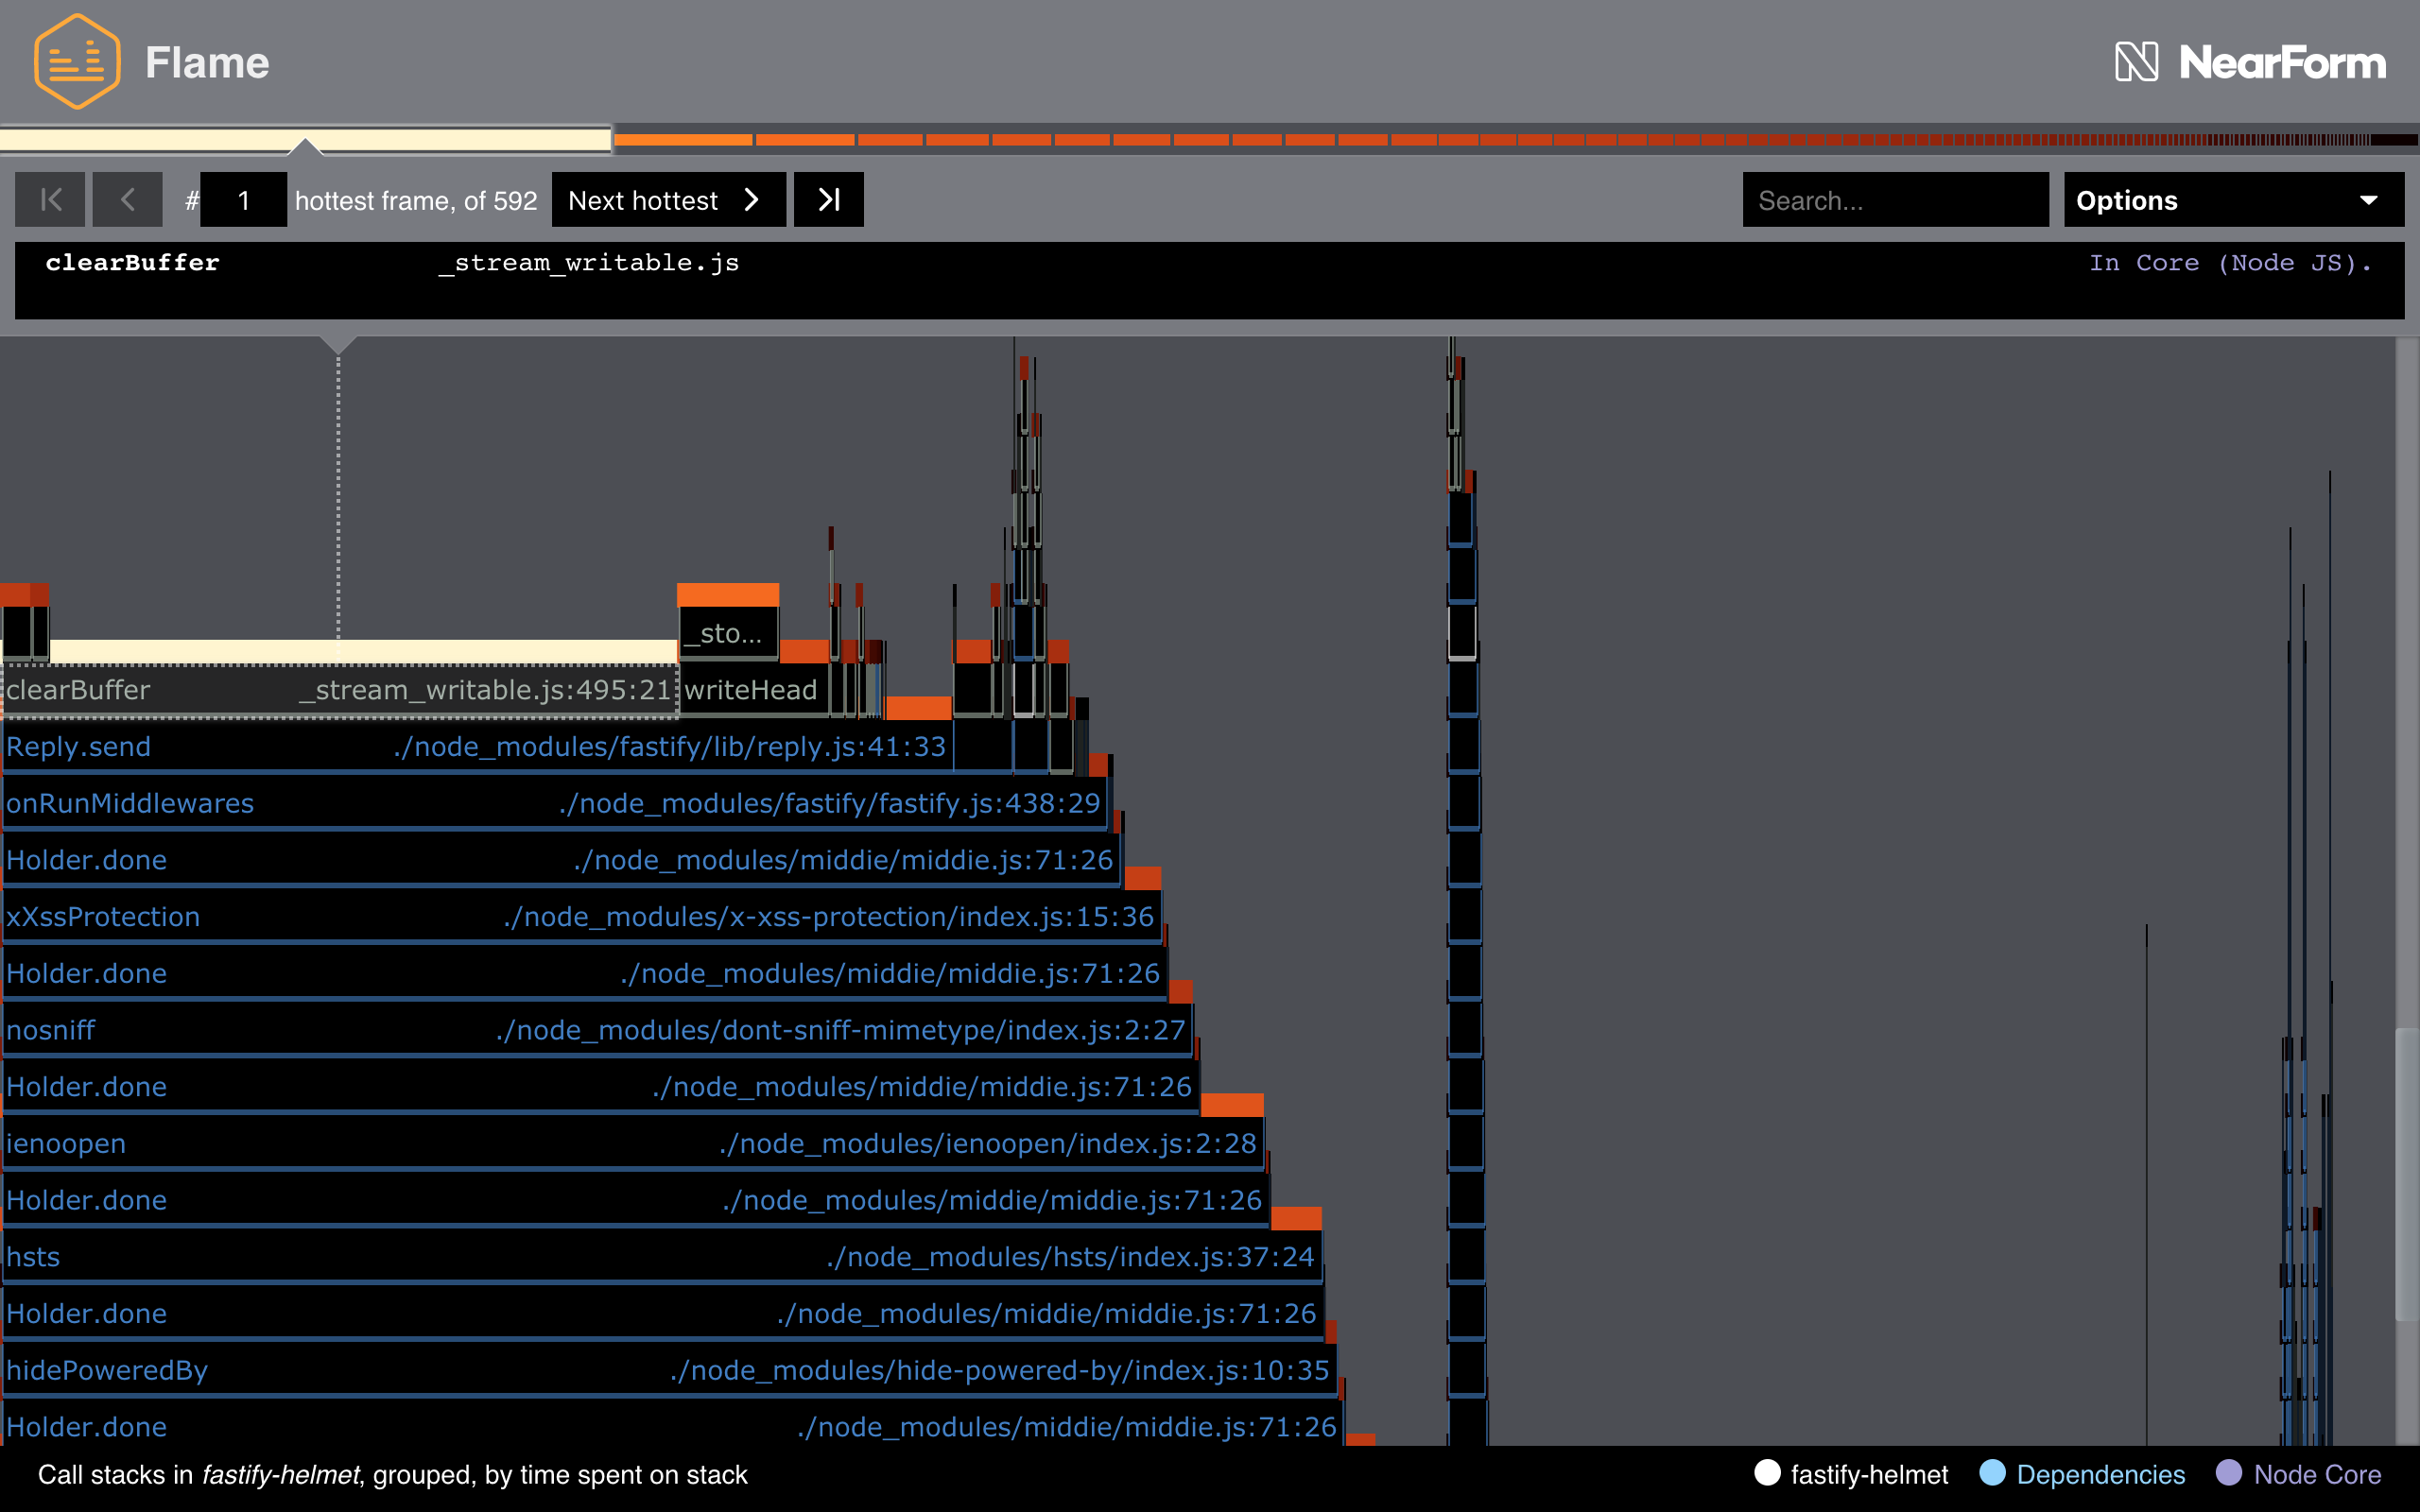 Flame
NearForm
# 1 hottest frame, of 592 Next hottest
Search...
Options
clearBuffer _stream_writable.js In Core (Node JS).
_sto...
clearBuffer _stream_writable.js:495:21 writeHead
Reply.send ./node_modules/fastify/lib/reply.js:41:33
onRunMiddlewares ./node_modules/fastify/fastify.js:438:29
Holder.done ./node_modules/middie/middie.js:71:26
xXssProtection ./node_modules/x-xss-protection/index.js:15:36
Holder.done ./node_modules/middie/middie.js:71:26
nosniff ./node_modules/dont-sniff-mimetype/index.js:2:27
Holder.done ./node_modules/middie/middie.js:71:26
ienoopen ./node_modules/ienoopen/index.js:2:28
Holder.done ./node_modules/middie/middie.js:71:26
hsts ./node_modules/hsts/index.js:37:24
Holder.done ./node_modules/middie/middie.js:71:26
hidePoweredBy ./node_modules/hide-powered-by/index.js:10:35
Holder.done ./node_modules/middie/middie.js:71:26
Call stacks in fastify-helmet, grouped, by time spent on stack
fastify-helmet Dependencies Node Core